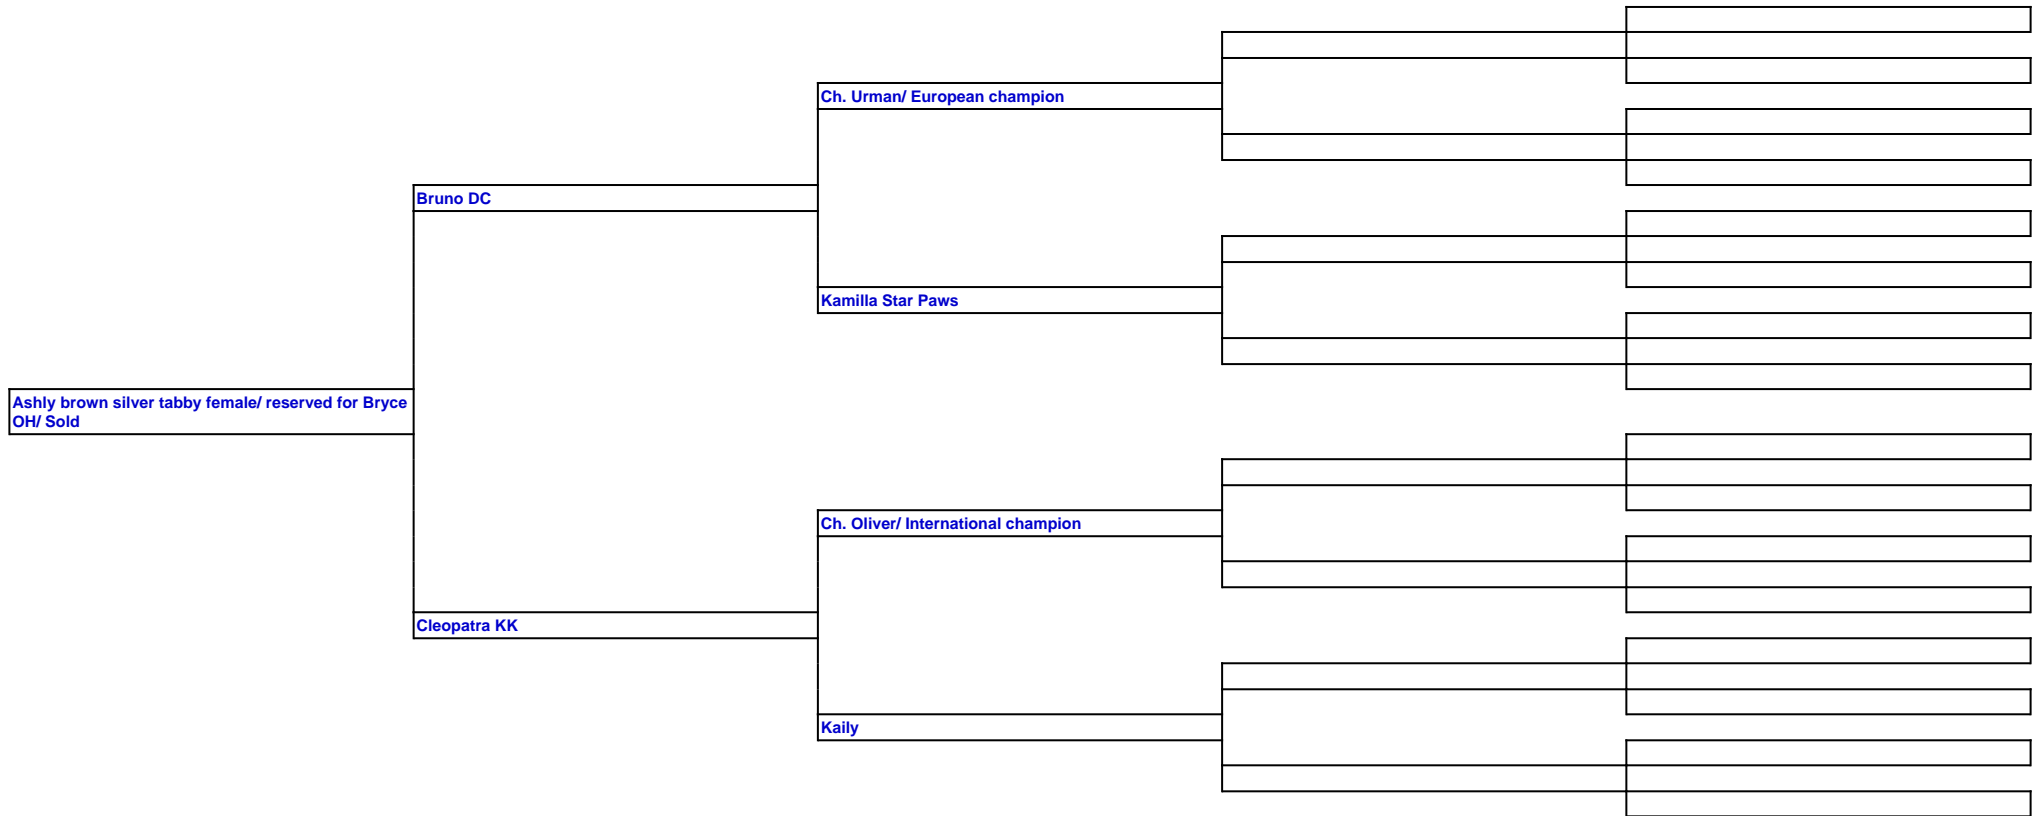 Ch. Urman/ European champion
Bruno DC
Kamilla Star Paws
Ashly brown silver tabby female/ reserved for Bryce
OH/ Sold
Ch. Oliver/ International champion
Cleopatra KK
Kaily